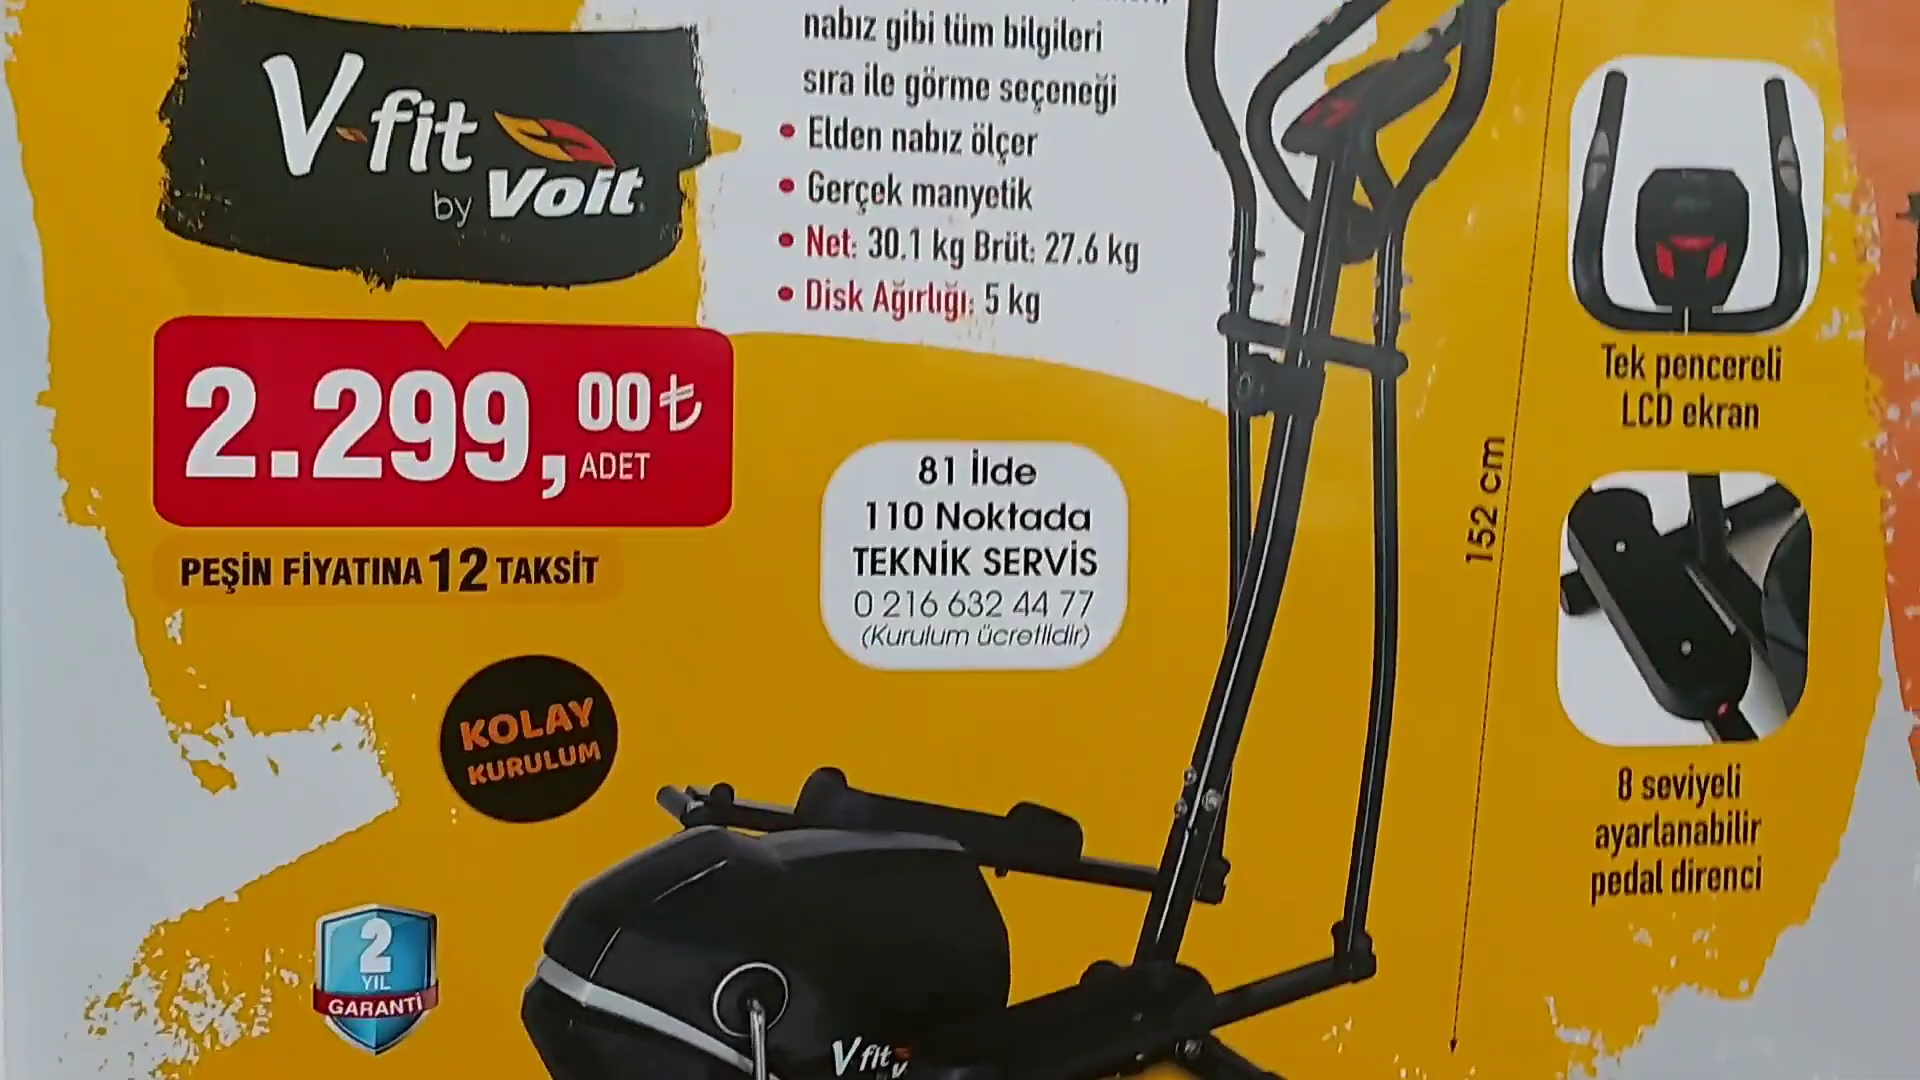 nabız gibi tüm bilgileri
sıra ile görme seçeneği
• Elden nabız ölçer
• Gerçek manyetik
• Net: 30.1 kg Brüt: 27.6 kg
• Disk Ağırlığı: 5 kg
V-fit
by Voit
2.299,00₺
ADET
PEŞİN FİYATINA 12 TAKSİT
81 İlde
110 Noktada
TEKNİK SERVİS
0 216 632 44 77
(Kurulum ücretlidir)
KOLAY
KURULUM
2
YIL
GARANTİ
152 cm
Tek pencereli
LCD ekran
8 seviyeli
ayarlanabilir
pedal direnci
V fit